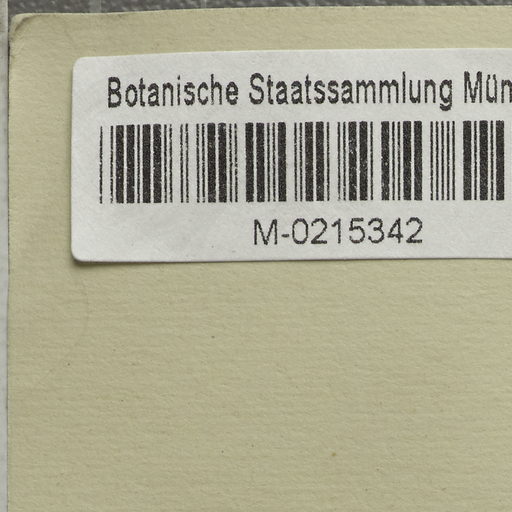 Botanische Staatssammlung Mün
M-0215342